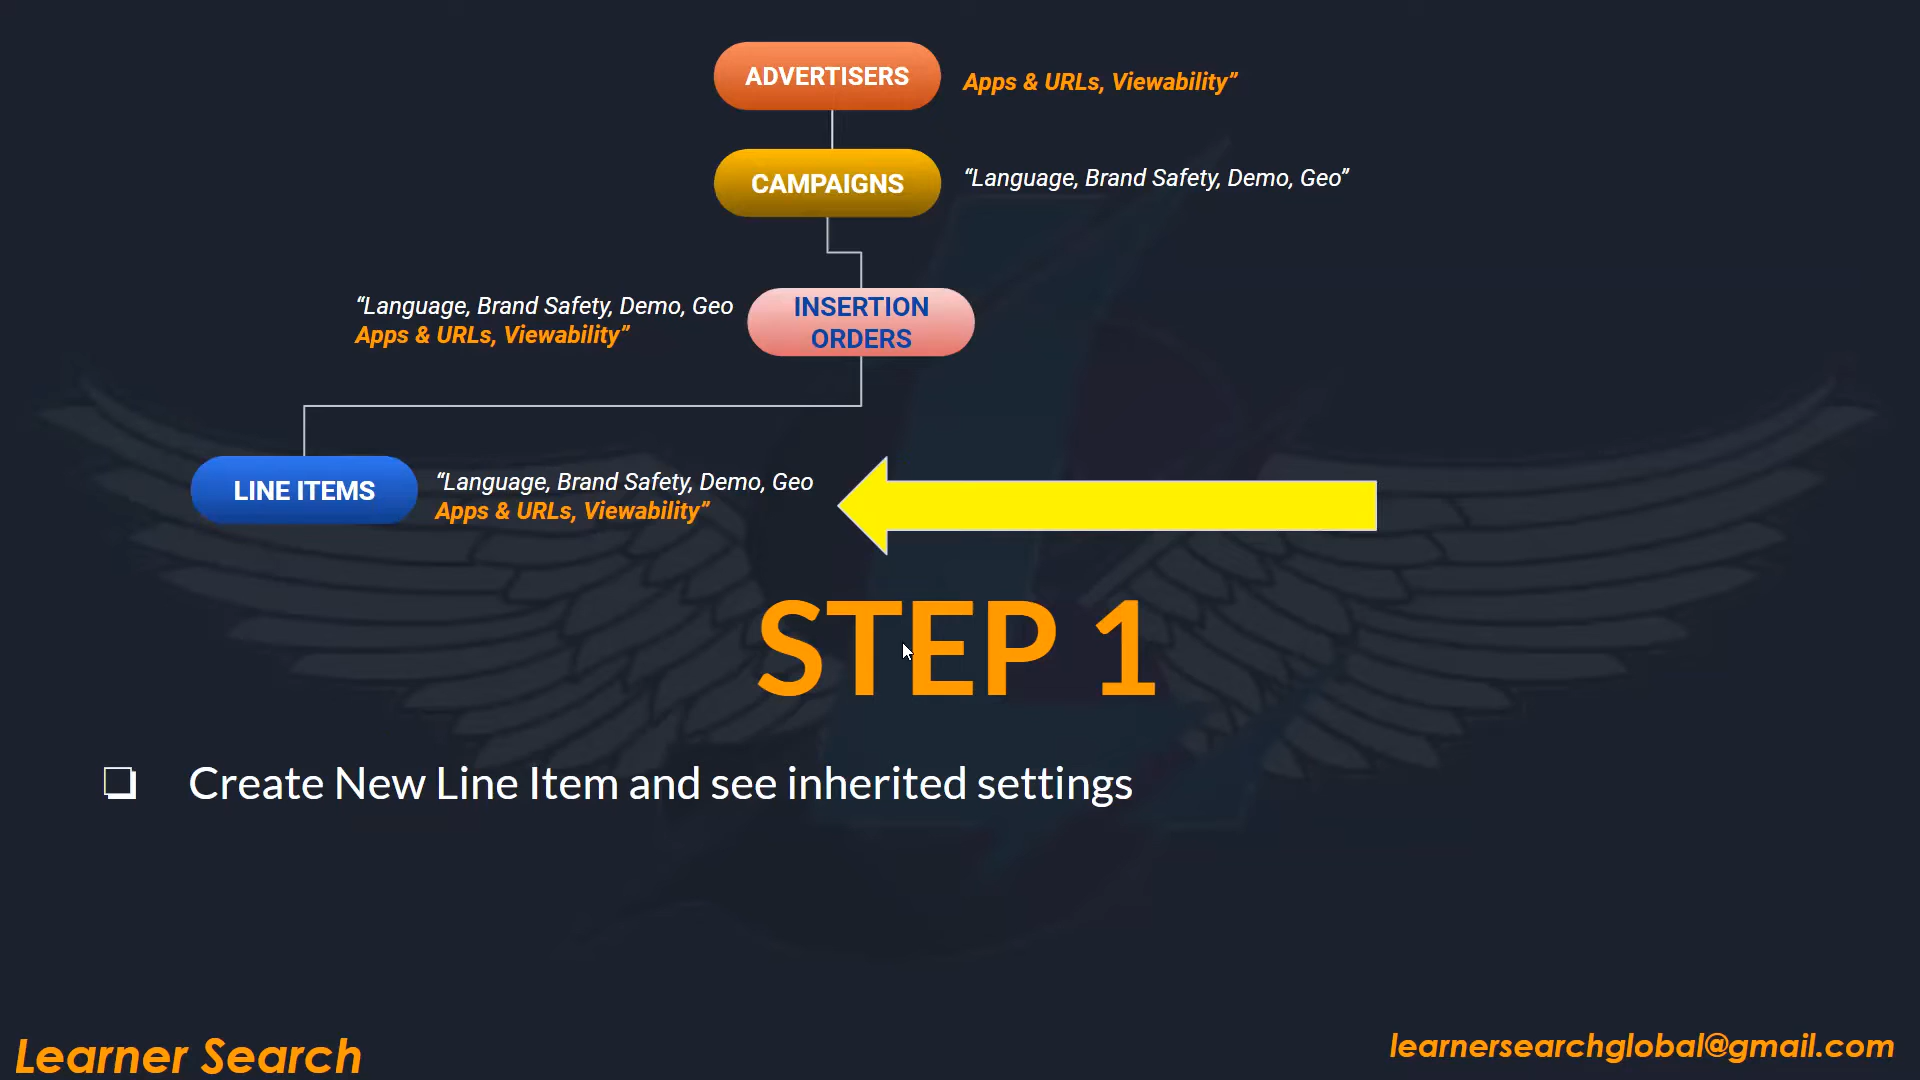 ADVERTISERS
Apps & URLs, Viewability”
CAMPAIGNS
“Language, Brand Safety, Demo, Geo”
“Language, Brand Safety, Demo, Geo
Apps & URLs, Viewability”
INSERTION
ORDERS
LINE ITEMS
“Language, Brand Safety, Demo, Geo
Apps & URLs, Viewability”
STEP 1
Create New Line Item and see inherited settings
Learner Search
learnersearchglobal@gmail.com